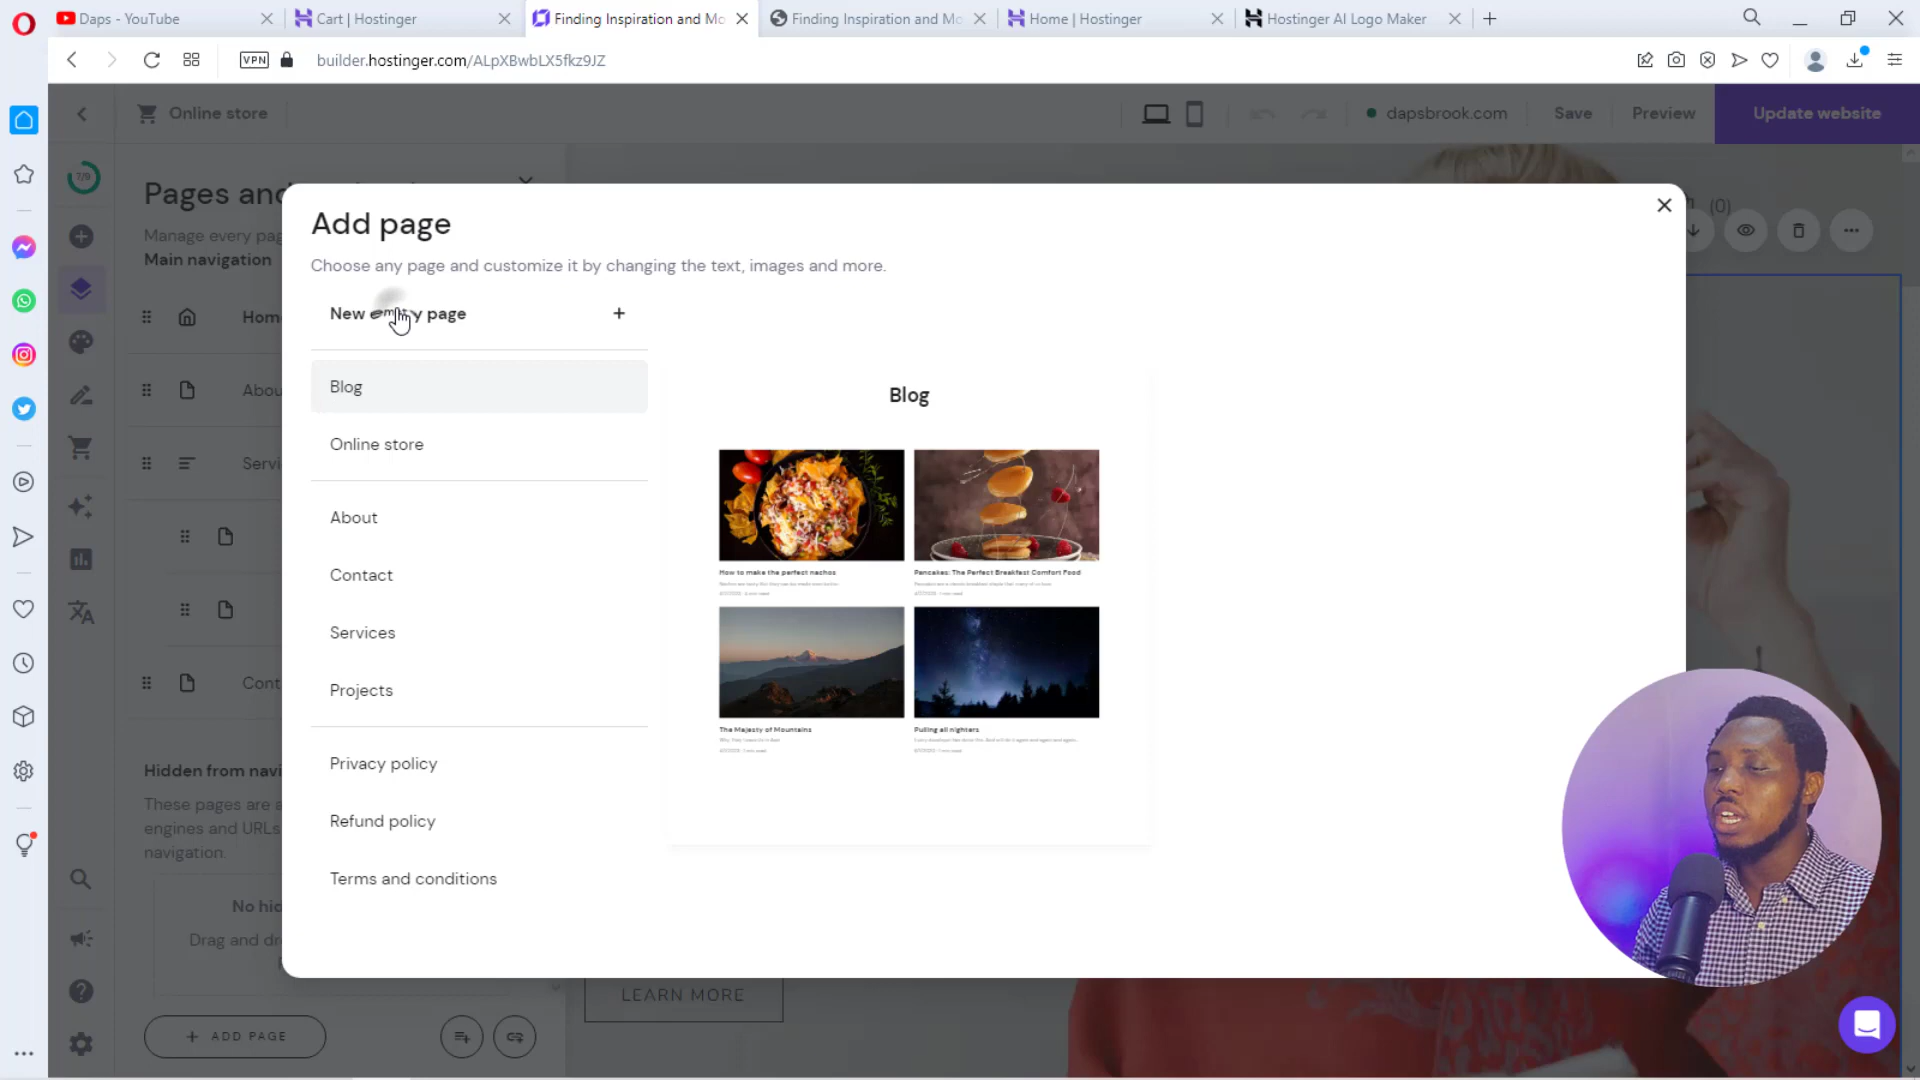 Daps - YouTube
Cart | Hostinger
Finding Inspiration and Mo
Finding Inspiration and Mo
Home | Hostinger
Hostinger AI Logo Maker
VPN
builder.hostinger.com/ALpXBwbLX5fkz9JZ
Online store
dapsbrook.com
Save
Preview
Update website
7/9
Pages and
Manage every pag
Main navigation
Hom
Abou
Servi
Cont
Hidden from navi
These pages are a
engines and URLs
navigation.
No hid
Drag and dr
ADD PAGE
Add page
Choose any page and customize it by changing the text, images and more.
New empty page
Blog
Online store
About
Contact
Services
Projects
Privacy policy
Refund policy
Terms and conditions
Blog
How to make the perfect nachos
Pancakes: The Perfect Breakfast Comfort Food
The Majesty of Mountains
Pulling all nighters
(0)
LEARN MORE